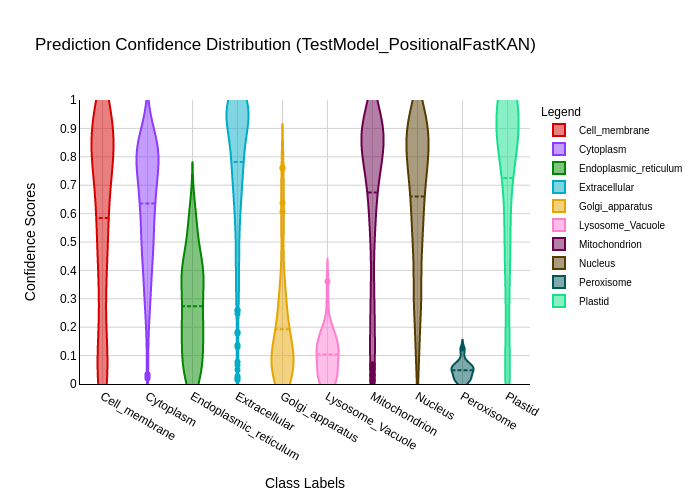 Prediction Confidence Distribution (TestModel_PositionalFastKAN)
Confidence Scores
1
0.9
0.8
0.7
0.6
0.5
0.4
0.3
0.2
0.1
0
Cell_membrane
Cytoplasm
Endoplasmic_reticulum
Extracellular
Golgi_apparatus
Lysosome_Vacuole
Mitochondrion
Nucleus
Peroxisome
Plastid
Class Labels
Legend
Cell_membrane
Cytoplasm
Endoplasmic_reticulum
Extracellular
Golgi_apparatus
Lysosome_Vacuole
Mitochondrion
Nucleus
Peroxisome
Plastid